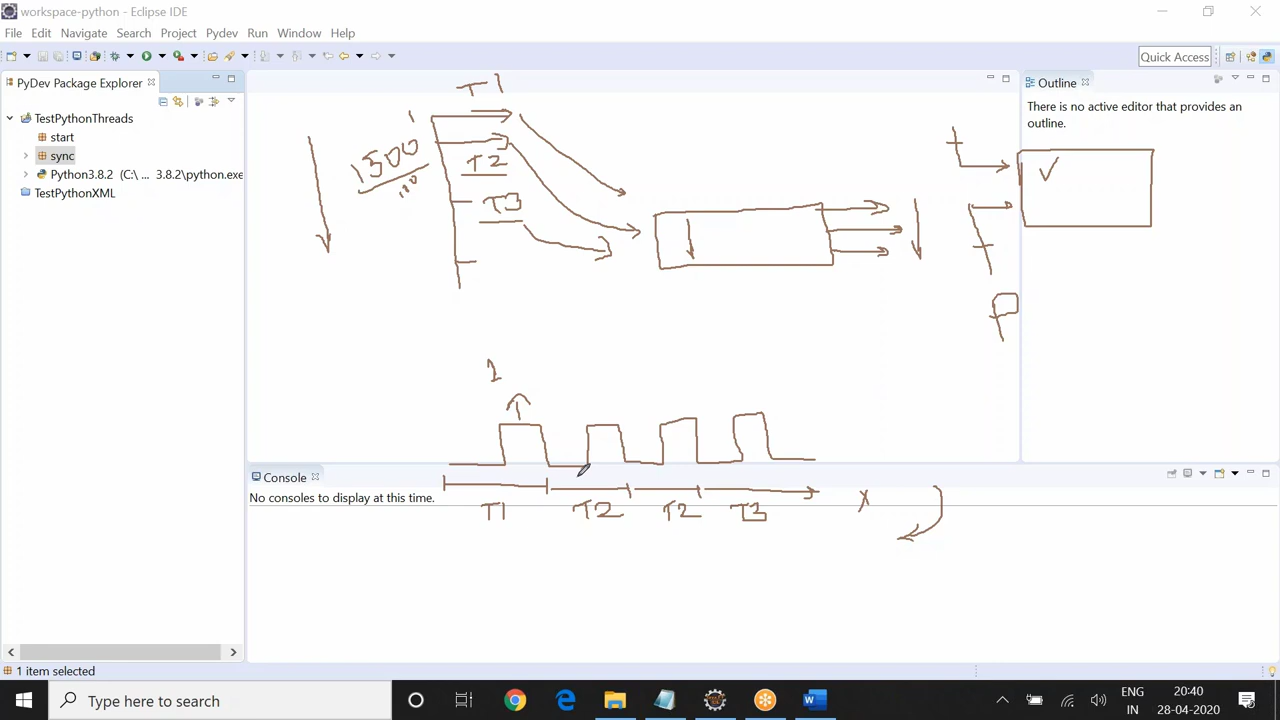 workspace-python - Eclipse IDE
File Edit Navigate Search Project Pydev Run Window Help
Quick Access
PyDev Package Explorer
TestPythonThreads
start
sync
Python3.8.2 (C:\ ... 3.8.2\python.exe
TestPythonXML
T1
1
1500
100
T2
T3
P
1
T1 T2 T2 T3 X
Outline
There is no active editor that provides an
outline.
Console
No consoles to display at this time.
1 item selected
Type here to search
ENG
IN
20:40
28-04-2020